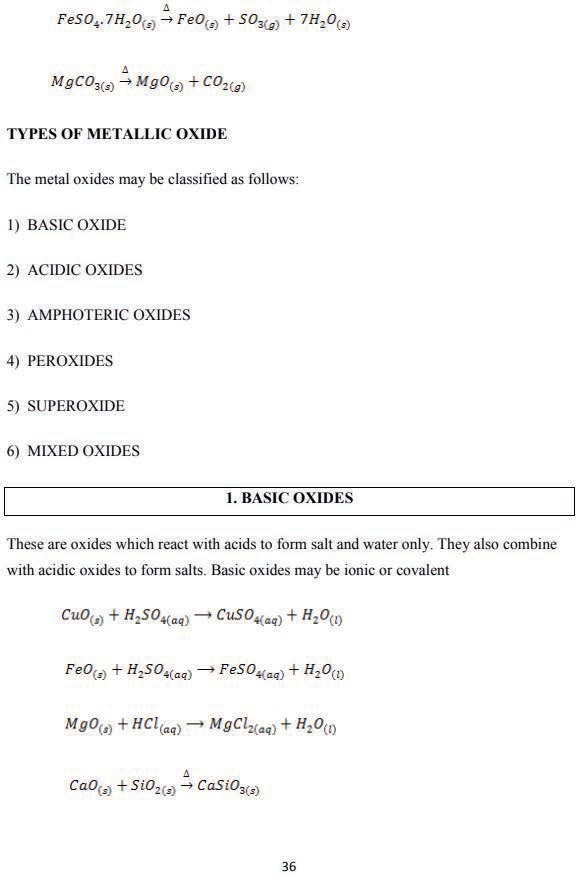 FeSO₄.7H₂O₍ₛ₎ →Δ FeO₍ₛ₎ + SO₃(g) + 7H₂O₍ₛ₎
MgCO₃(s) →Δ MgO(s) + CO₂(g)
TYPES OF METALLIC OXIDE
The metal oxides may be classified as follows:
1) BASIC OXIDE
2) ACIDIC OXIDES
3) AMPHOTERIC OXIDES
4) PEROXIDES
5) SUPEROXIDE
6) MIXED OXIDES
1. BASIC OXIDES
These are oxides which react with acids to form salt and water only. They also combine
with acidic oxides to form salts. Basic oxides may be ionic or covalent
CuO(s) + H₂SO₄(aq) → CuSO₄(aq) + H₂O(l)
FeO(s) + H₂SO₄(aq) → FeSO₄(aq) + H₂O(l)
MgO(s) + HCl(aq) → MgCl₂(aq) + H₂O(l)
CaO(s) + SiO₂(s) →Δ CaSiO₃(s)
36